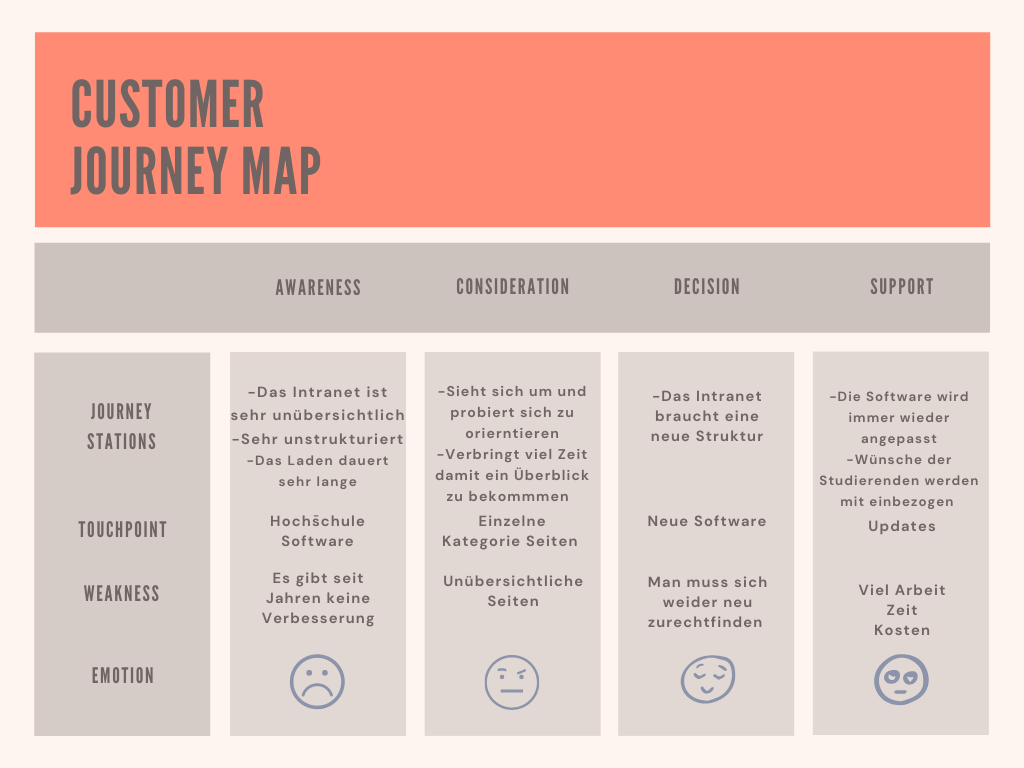 CUSTOMER
JOURNEY MAP
AWARENESS
CONSIDERATION
DECISION
SUPPORT
JOURNEY
STATIONS
-Das Intranet ist
sehr unübersichtlich
-Sehr unstrukturiert
-Das Laden dauert
sehr lange
-Sieht sich um und
probiert sich zu
orierntieren
-Verbringt viel Zeit
damit ein Überblick
zu bekommmen
-Das Intranet
braucht eine
neue Struktur
-Die Software wird
immer wieder
angepasst
-Wünsche der
Studierenden werden
mit einbezogen
TOUCHPOINT
Hochschule
Software
Einzelne
Kategorie Seiten
Neue Software
Updates
WEAKNESS
Es gibt seit
Jahren keine
Verbesserung
Unübersichtliche
Seiten
Man muss sich
weider neu
zurechtfinden
Viel Arbeit
Zeit
Kosten
EMOTION